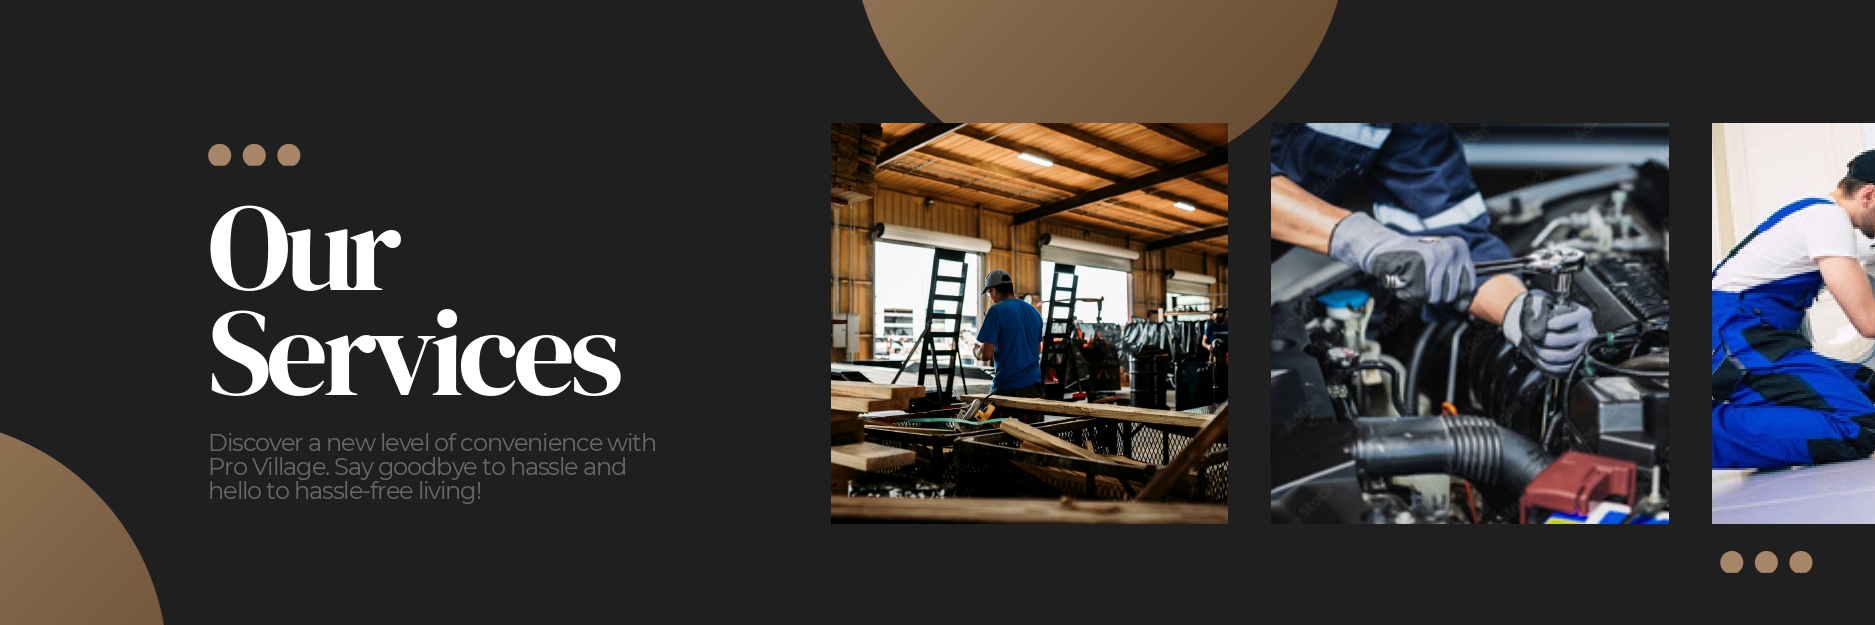 Our
Services
Discover a new level of convenience with
Pro Village. Say goodbye to hassle and
hello to hassle-free living!